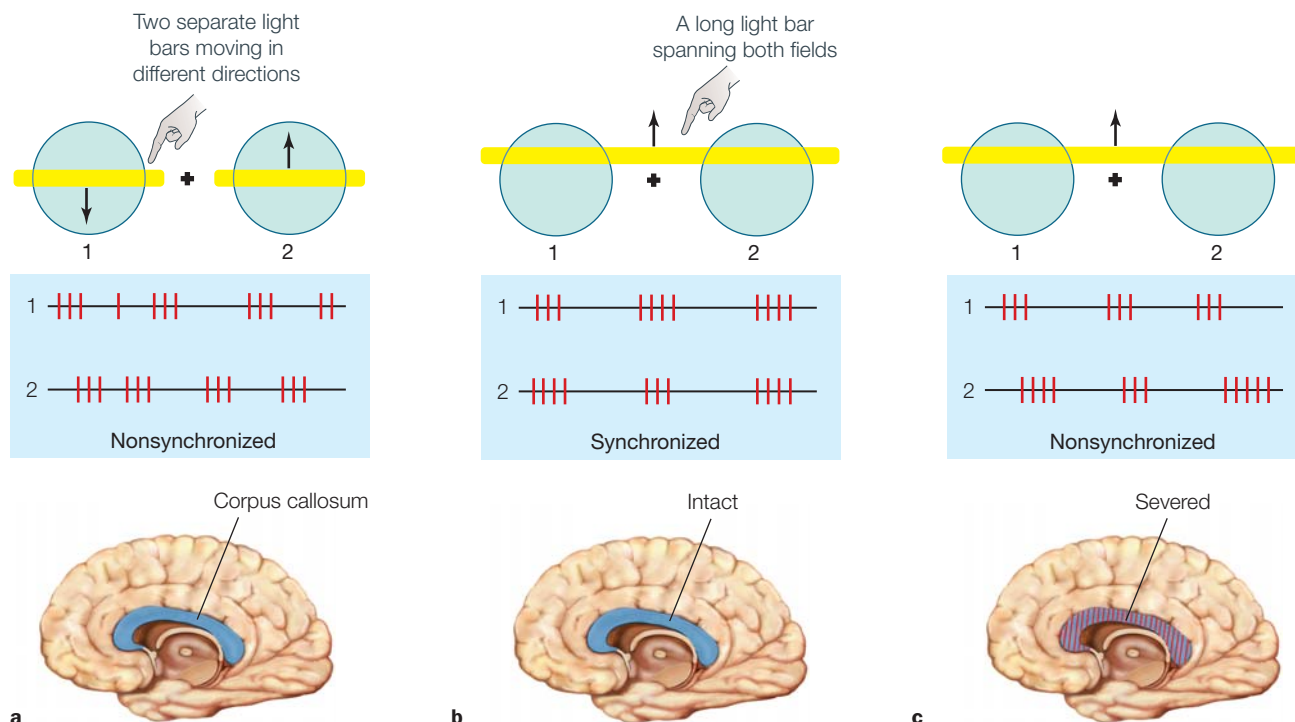 Two separate light
bars moving in
different directions
1
2
1
2
Nonsynchronized
Corpus callosum
a
A long light bar
spanning both fields
1
2
1
2
Synchronized
Intact
b
1
2
1
2
Nonsynchronized
Severed
c